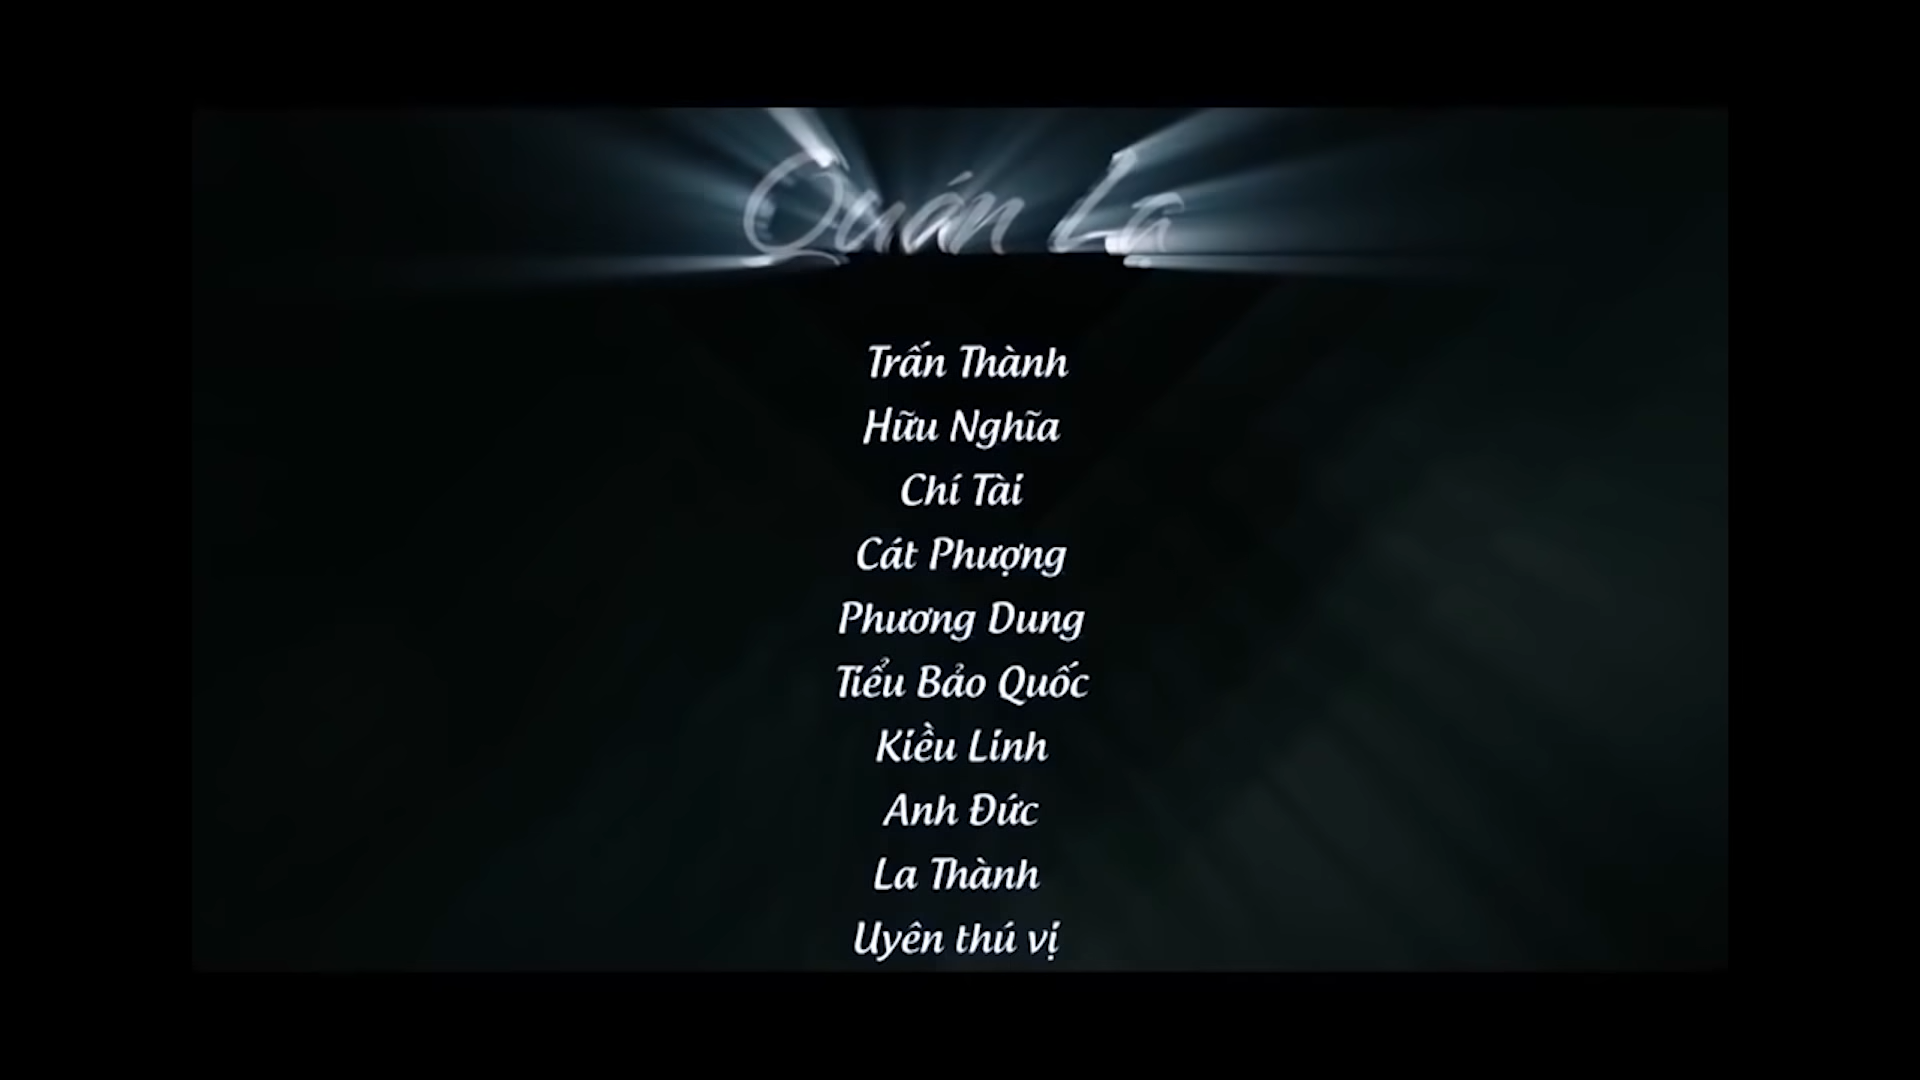 Quán La
Trấn Thành
Hữu Nghĩa
Chí Tài
Cát Phượng
Phương Dung
Tiểu Bảo Quốc
Kiều Linh
Anh Đức
La Thành
Uyên thú vị